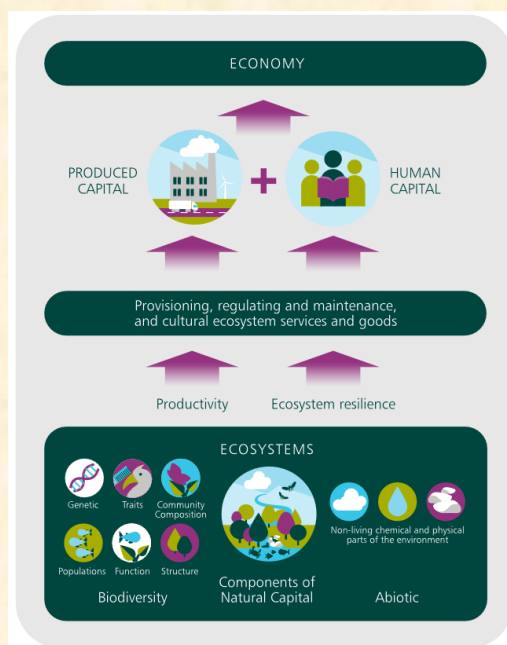 ECONOMY
PRODUCED
CAPITAL
HUMAN
CAPITAL
Provisioning, regulating and maintenance,
and cultural ecosystem services and goods
Productivity
Ecosystem resilience
ECOSYSTEMS
Genetic
Traits
Community
Composition
Populations
Function
Structure
Biodiversity
Components of
Natural Capital
Non-living chemical and physical
parts of the environment
Abiotic